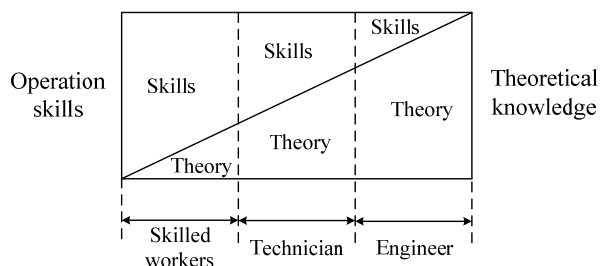 Operation
skills
Skills
Skills
Skills
Theory
Theory
Theory
Theoretical
knowledge
Skilled
workers
Technician
Engineer